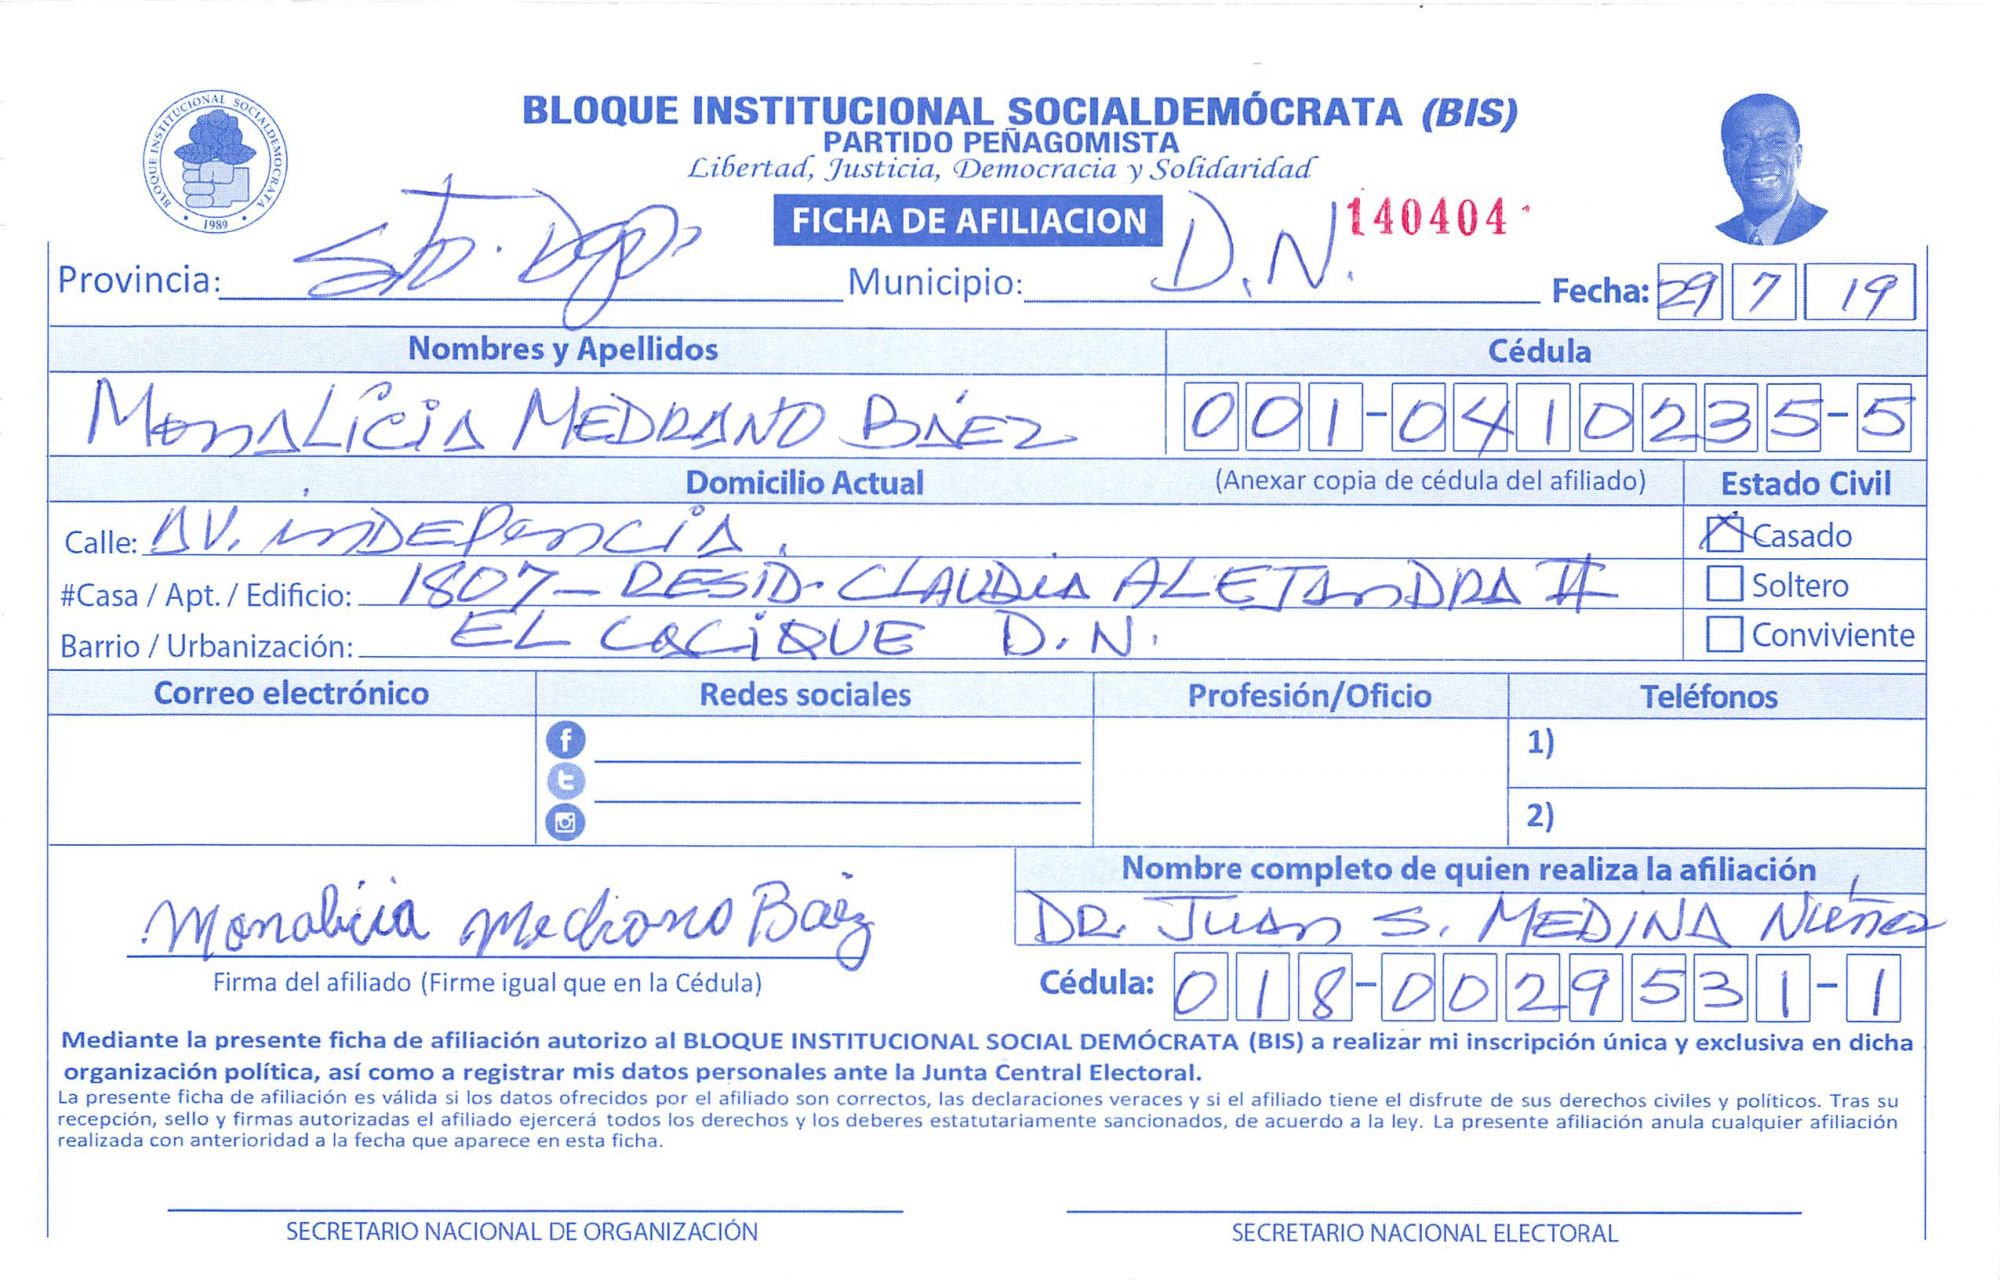 BLOQUE INSTITUCIONAL SOCIALDEMÓCRATA (BIS)
PARTIDO PEÑAGOMISTA
Libertad, Justicia, Democracia y Solidaridad
BLOQUE INSTITUCIONAL SOCIALDEMOCRATA
1989
FICHA DE AFILIACION
140404
Provincia: Sto. Dgo. Municipio: D.N. Fecha: 29 7 19
Nombres y Apellidos Cédula
MONALICIA MEDRANO BÁEZ 001-0410235-5
Domicilio Actual (Anexar copia de cédula del afiliado) Estado Civil
Calle: AV. INDEPENCIA. Casado
#Casa / Apt. / Edificio: 1807 - RESID. CLAUDIA ALEJANDRA II Soltero
Barrio / Urbanización: EL CACIQUE D.N. Conviviente
Correo electrónico Redes sociales Profesión/Oficio Teléfonos
1)
2)
Nombre completo de quien realiza la afiliación
DR. JUAN S. MEDINA NUÑEZ
Monalicia Medrano Báez
Firma del afiliado (Firme igual que en la Cédula) Cédula: 018-0029531-1
Mediante la presente ficha de afiliación autorizo al BLOQUE INSTITUCIONAL SOCIAL DEMÓCRATA (BIS) a realizar mi inscripción única y exclusiva en dicha
organización política, así como a registrar mis datos personales ante la Junta Central Electoral.
La presente ficha de afiliación es válida si los datos ofrecidos por el afiliado son correctos, las declaraciones veraces y si el afiliado tiene el disfrute de sus derechos civiles y políticos. Tras su
recepción, sello y firmas autorizadas el afiliado ejercerá todos los derechos y los deberes estatutariamente sancionados, de acuerdo a la ley. La presente afiliación anula cualquier afiliación
realizada con anterioridad a la fecha que aparece en esta ficha.
SECRETARIO NACIONAL DE ORGANIZACIÓN SECRETARIO NACIONAL ELECTORAL